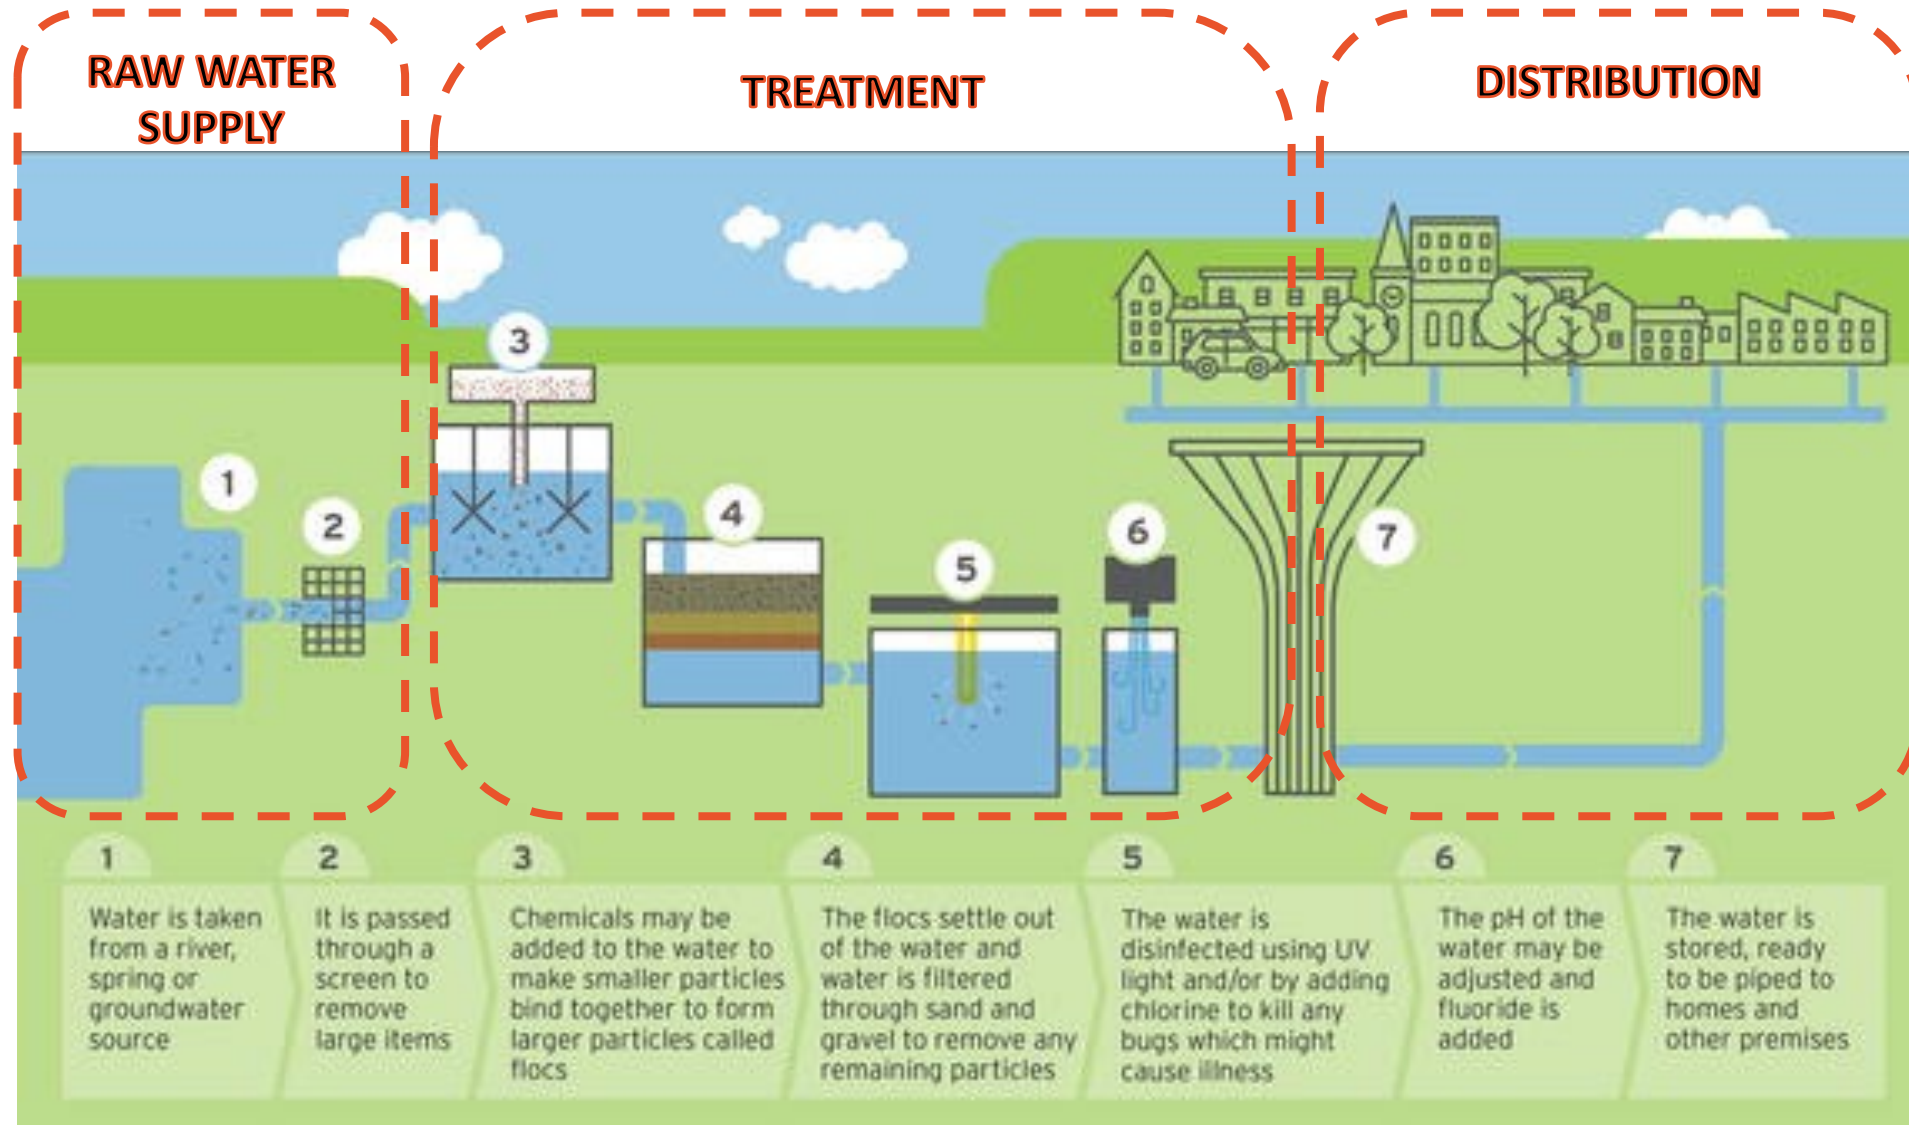 RAW WATER
SUPPLY
TREATMENT
DISTRIBUTION
3
1
2
4
5
6
7
1
Water is taken
from a river,
spring or
groundwater
source
2
It is passed
through a
screen to
remove
large items
3
Chemicals may be
added to the water to
make smaller particles
bind together to form
larger particles called
flocs
4
The flocs settle out
of the water and
water is filtered
through sand and
gravel to remove any
remaining particles
5
The water is
disinfected using UV
light and/or by adding
chlorine to kill any
bugs which might
cause illness
6
The pH of the
water may be
adjusted and
fluoride is
added
7
The water is
stored, ready
to be piped to
homes and
other premises